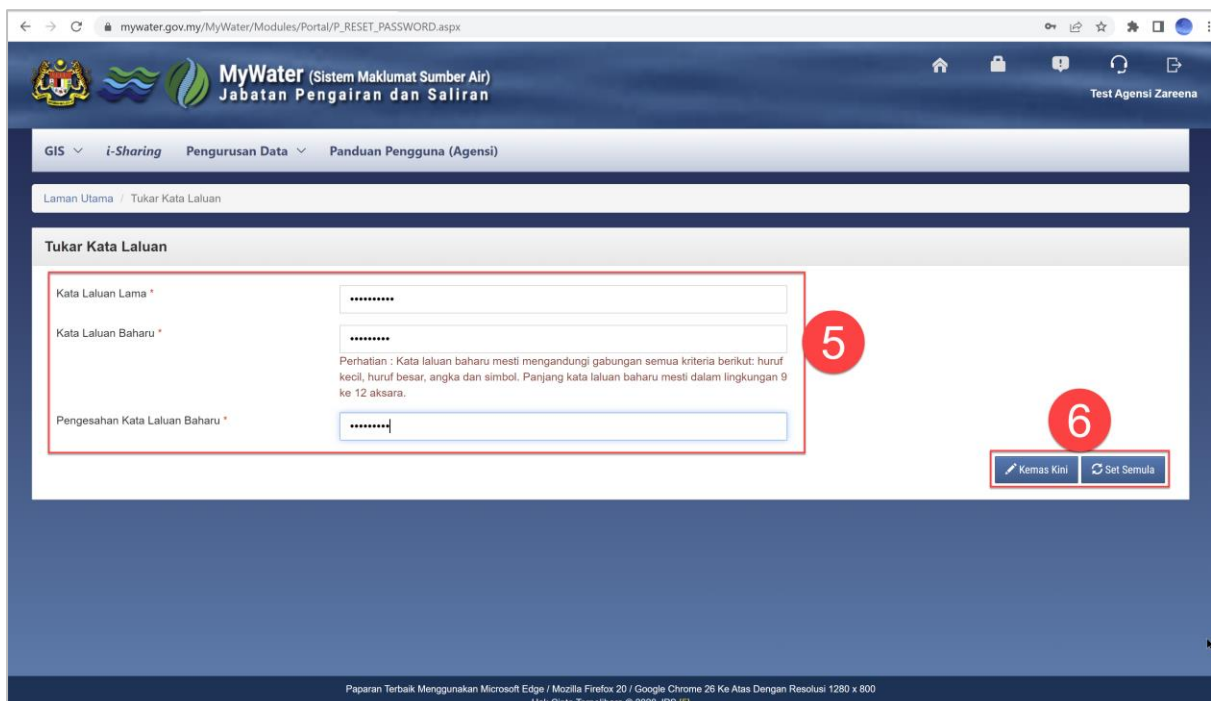 mywater.gov.my/MyWater/Modules/Portal/P_RESET_PASSWORD.aspx
MyWater (Sistem Maklumat Sumber Air)
Jabatan Pengairan dan Saliran
Test Agensi Zareena
GIS i-Sharing Pengurusan Data Panduan Pengguna (Agensi)
Laman Utama / Tukar Kata Laluan
Tukar Kata Laluan
Kata Laluan Lama * ••••••••••
Kata Laluan Baharu * •••••••••
5
Perhatian : Kata laluan baharu mesti mengandungi gabungan semua kriteria berikut: huruf
kecil, huruf besar, angka dan simbol. Panjang kata laluan baharu mesti dalam lingkungan 9
ke 12 aksara.
Pengesahan Kata Laluan Baharu * •••••••••
6
Kemas Kini Set Semula
Paparan Terbaik Menggunakan Microsoft Edge / Mozilla Firefox 20 / Google Chrome 26 Ke Atas Dengan Resolusi 1280 x 800